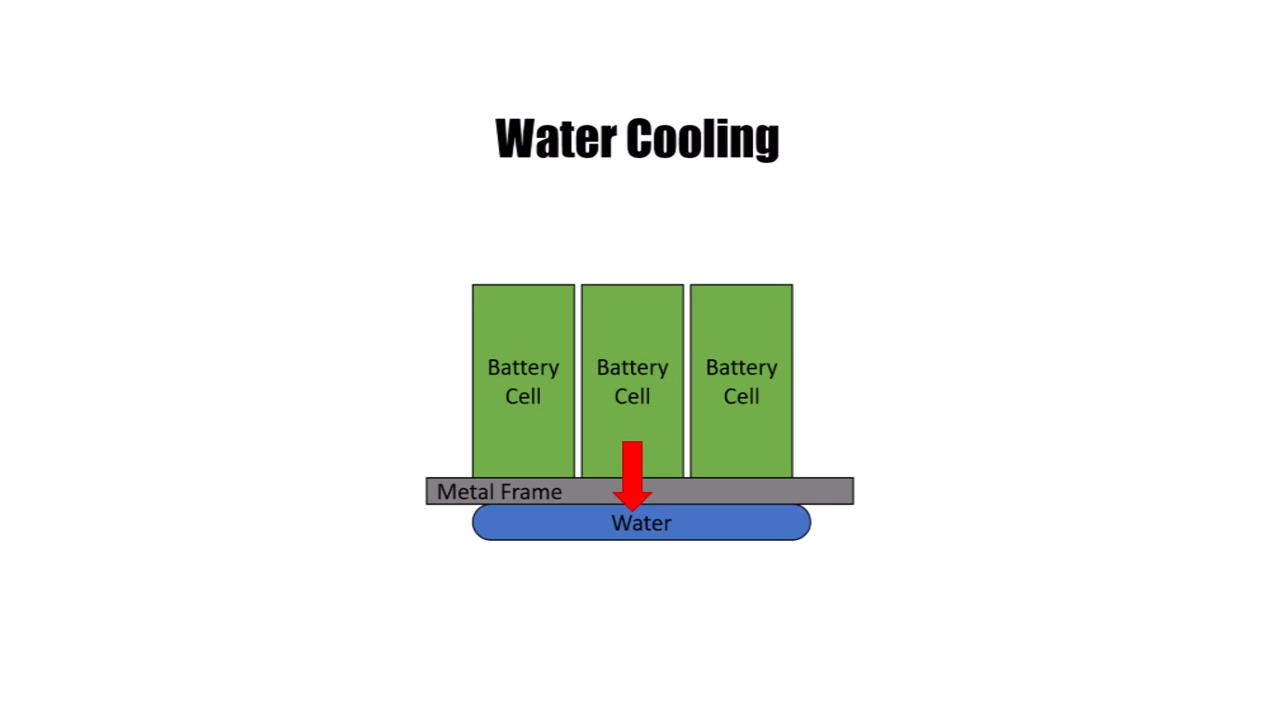 Water Cooling
Battery
Cell
Battery
Cell
Battery
Cell
Metal Frame
Water